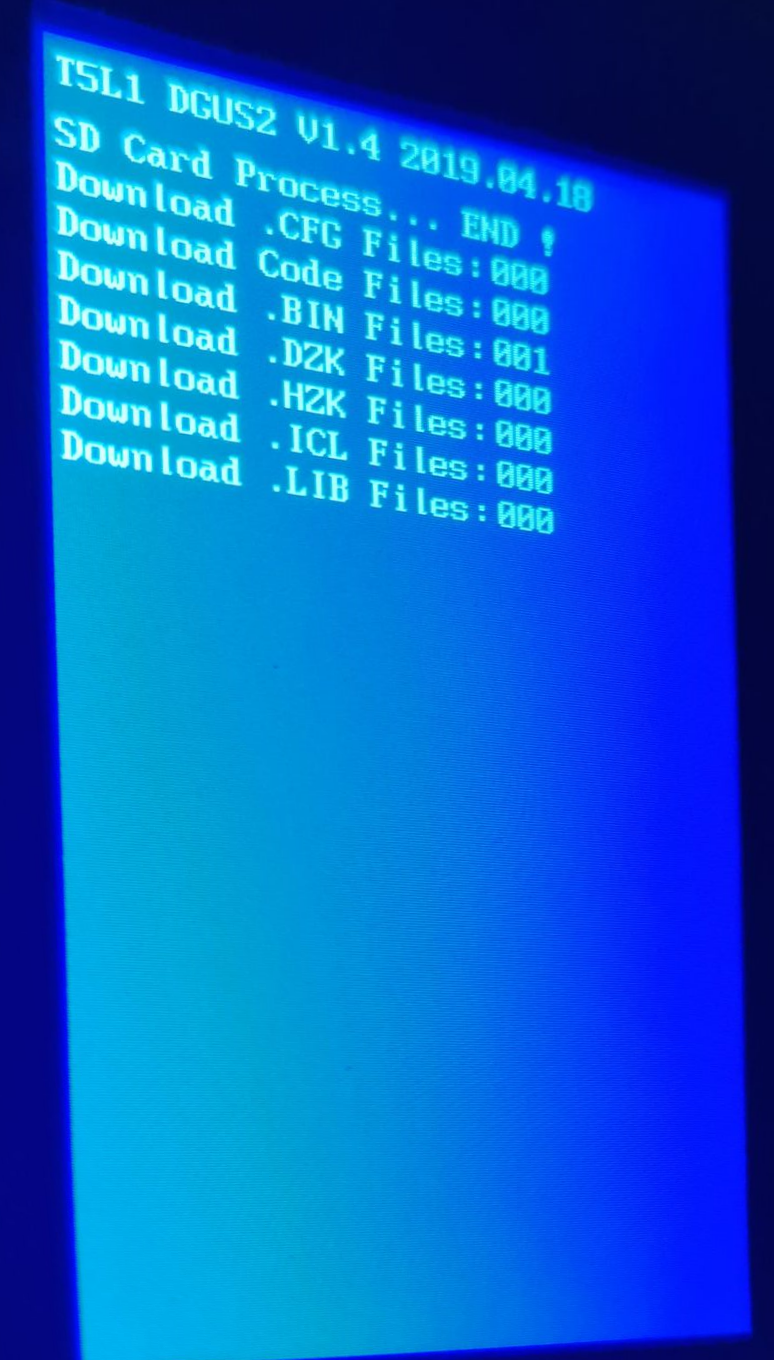 T5L1 DGUS2 V1.4 2019.04.18
SD Card Process... END !
Download .CFG Files:000
Download Code Files:000
Download .BIN Files:001
Download .DZK Files:000
Download .HZK Files:000
Download .ICL Files:000
Download .LIB Files:000